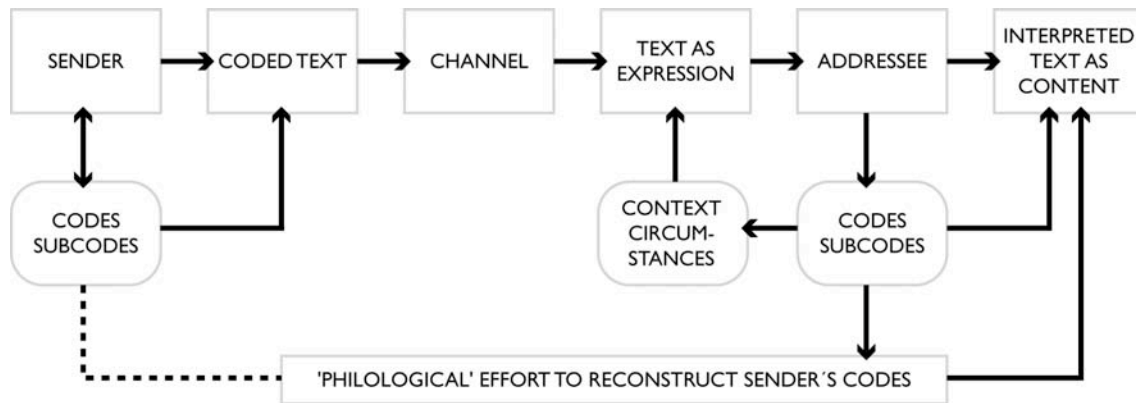 SENDER
CODED TEXT
CHANNEL
TEXT AS
EXPRESSION
ADDRESSEE
INTERPRETED
TEXT AS
CONTENT
CODES
SUBCODES
CONTEXT
CIRCUM-
STANCES
CODES
SUBCODES
'PHILOLOGICAL' EFFORT TO RECONSTRUCT SENDER´S CODES